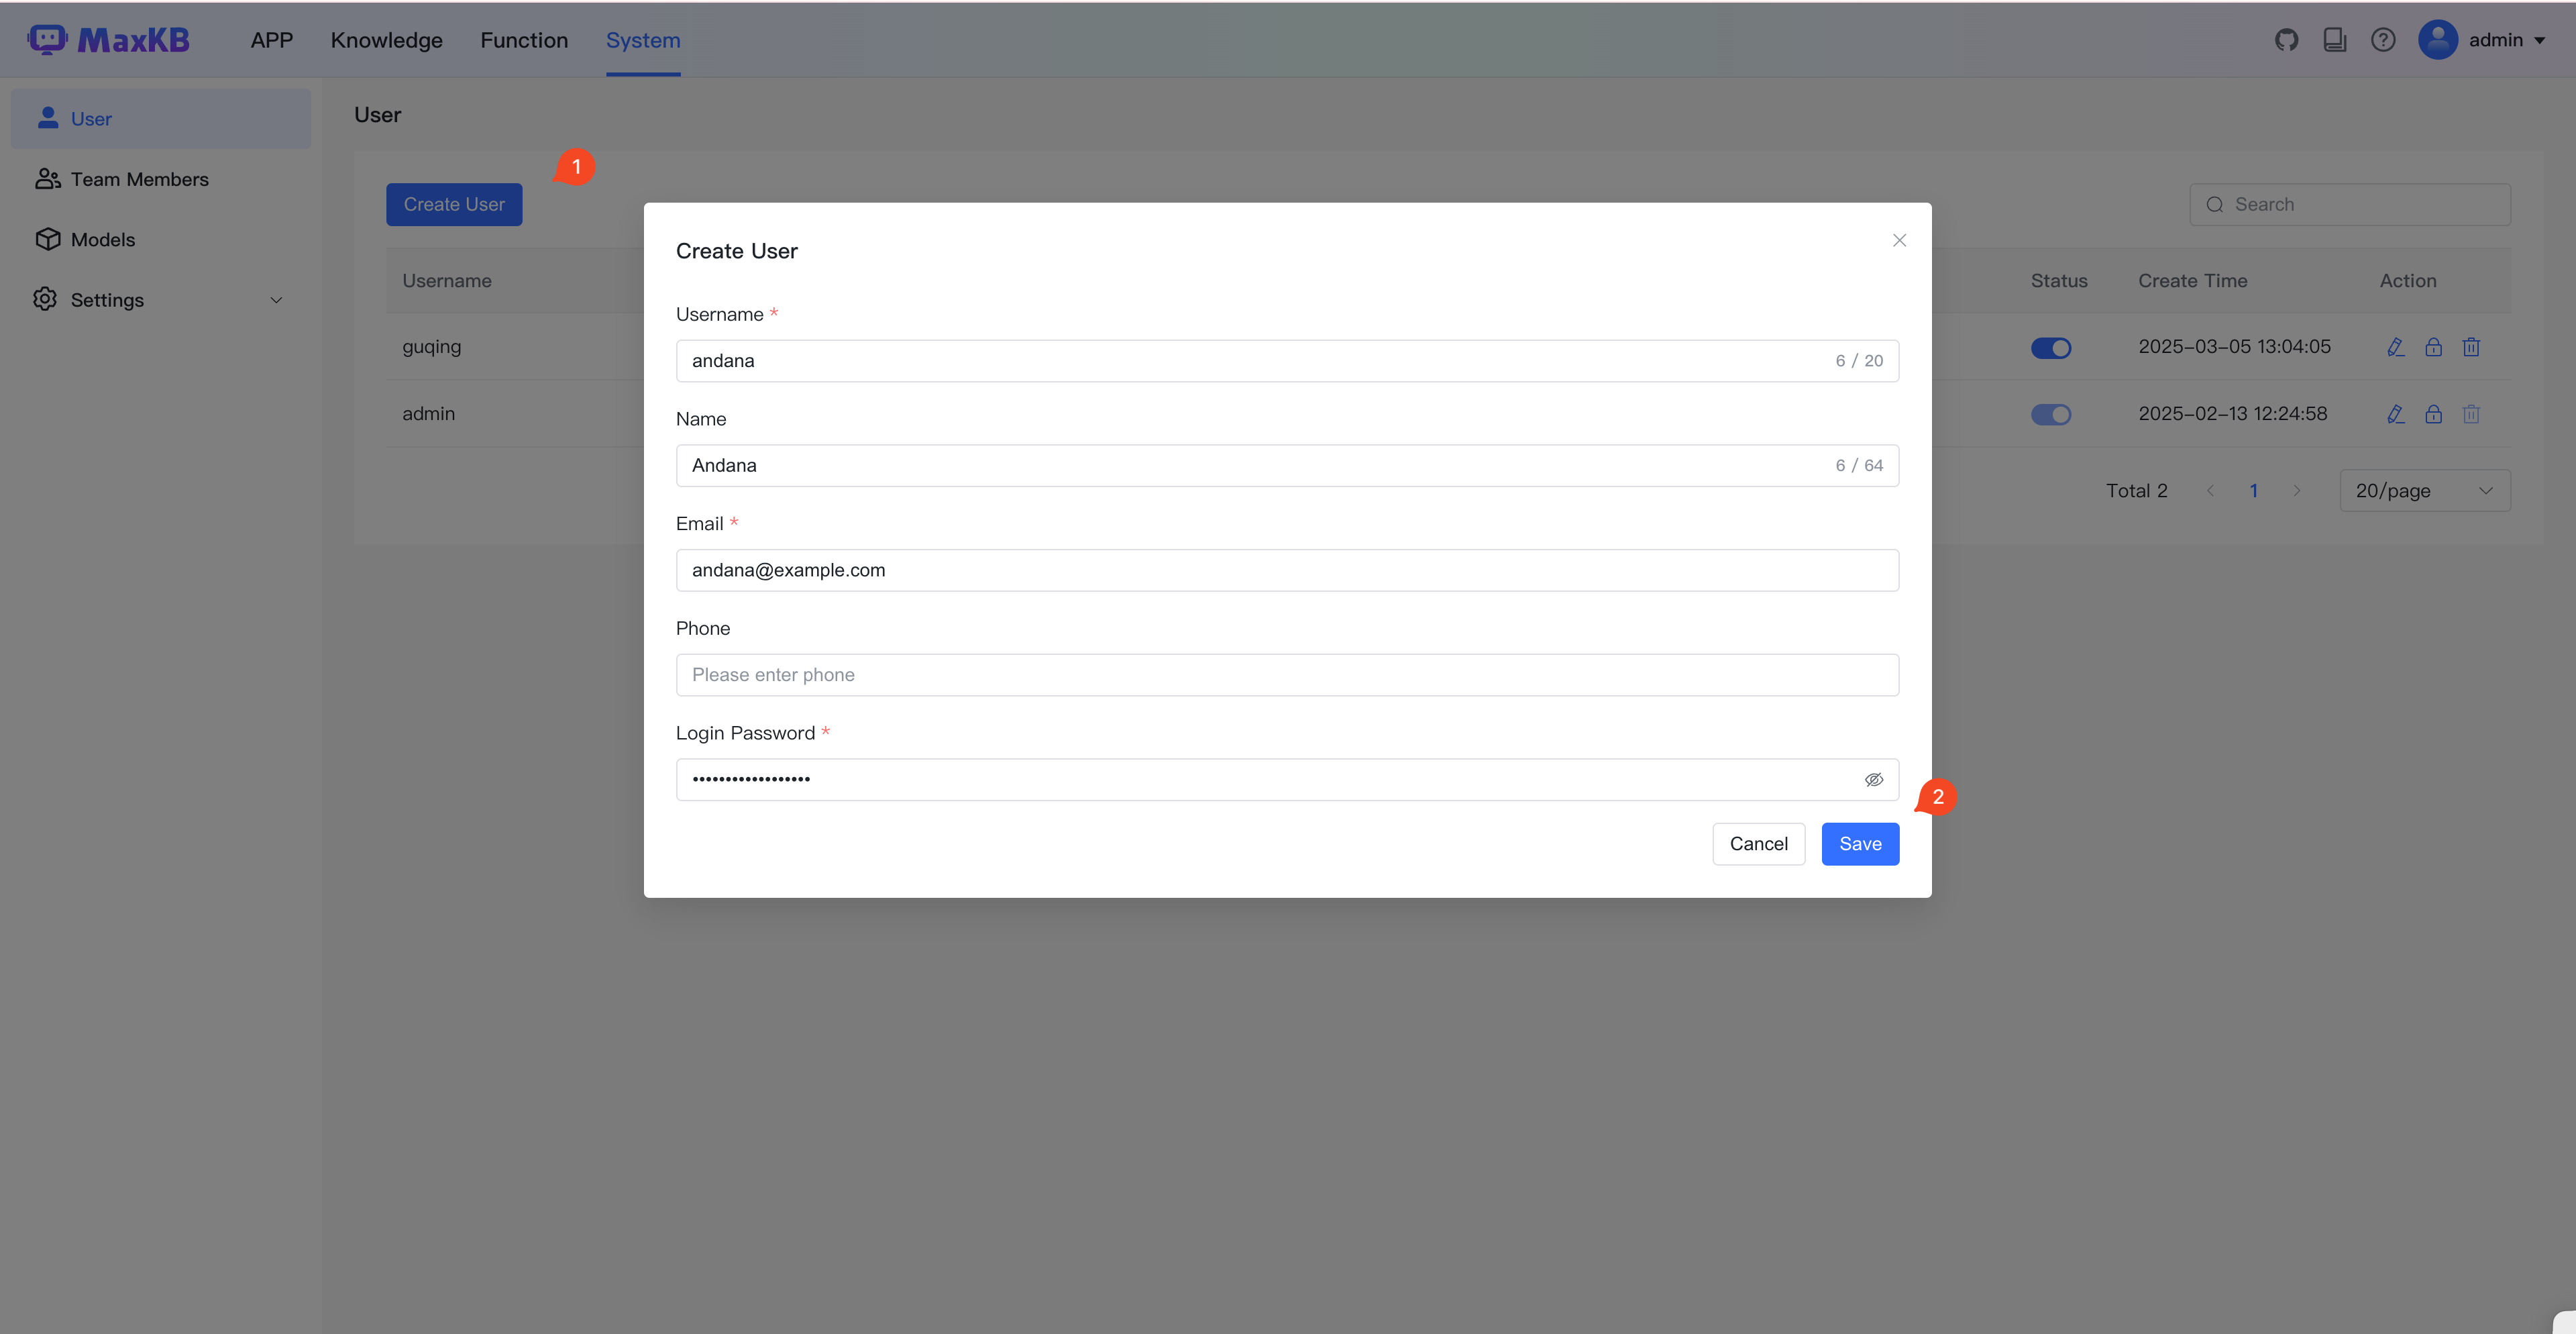 MaxKB APP Knowledge Function System admin
User
Team Members
Models
Settings
User
1
Create User
Search
Username Status Create Time Action
guqing 2025-03-05 13:04:05
admin 2025-02-13 12:24:58
Total 2 1 20/page
Create User
Username *
andana 6 / 20
Name
Andana 6 / 64
Email *
andana@example.com
Phone
Please enter phone
Login Password *
••••••••••••••••••
2
Cancel Save